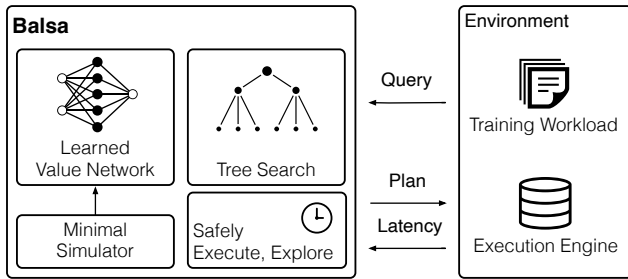 Balsa
Learned
Value Network
Tree Search
Minimal
Simulator
Safely
Execute, Explore
Query
Plan
Latency
Environment
Training Workload
Execution Engine